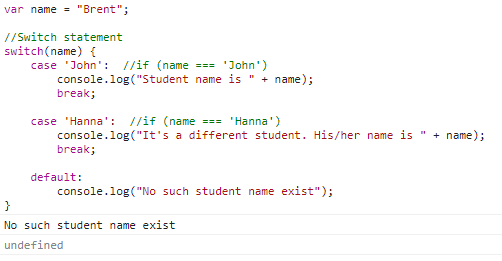 var name = "Brent";
//Switch statement
switch(name) {
case 'John':  //if (name === 'John')
console.log("Student name is " + name);
break;
case 'Hanna':  //if (name === 'Hanna')
console.log("It's a different student. His/her name is " + name);
break;
default:
console.log("No such student name exist");
}
No such student name exist
undefined